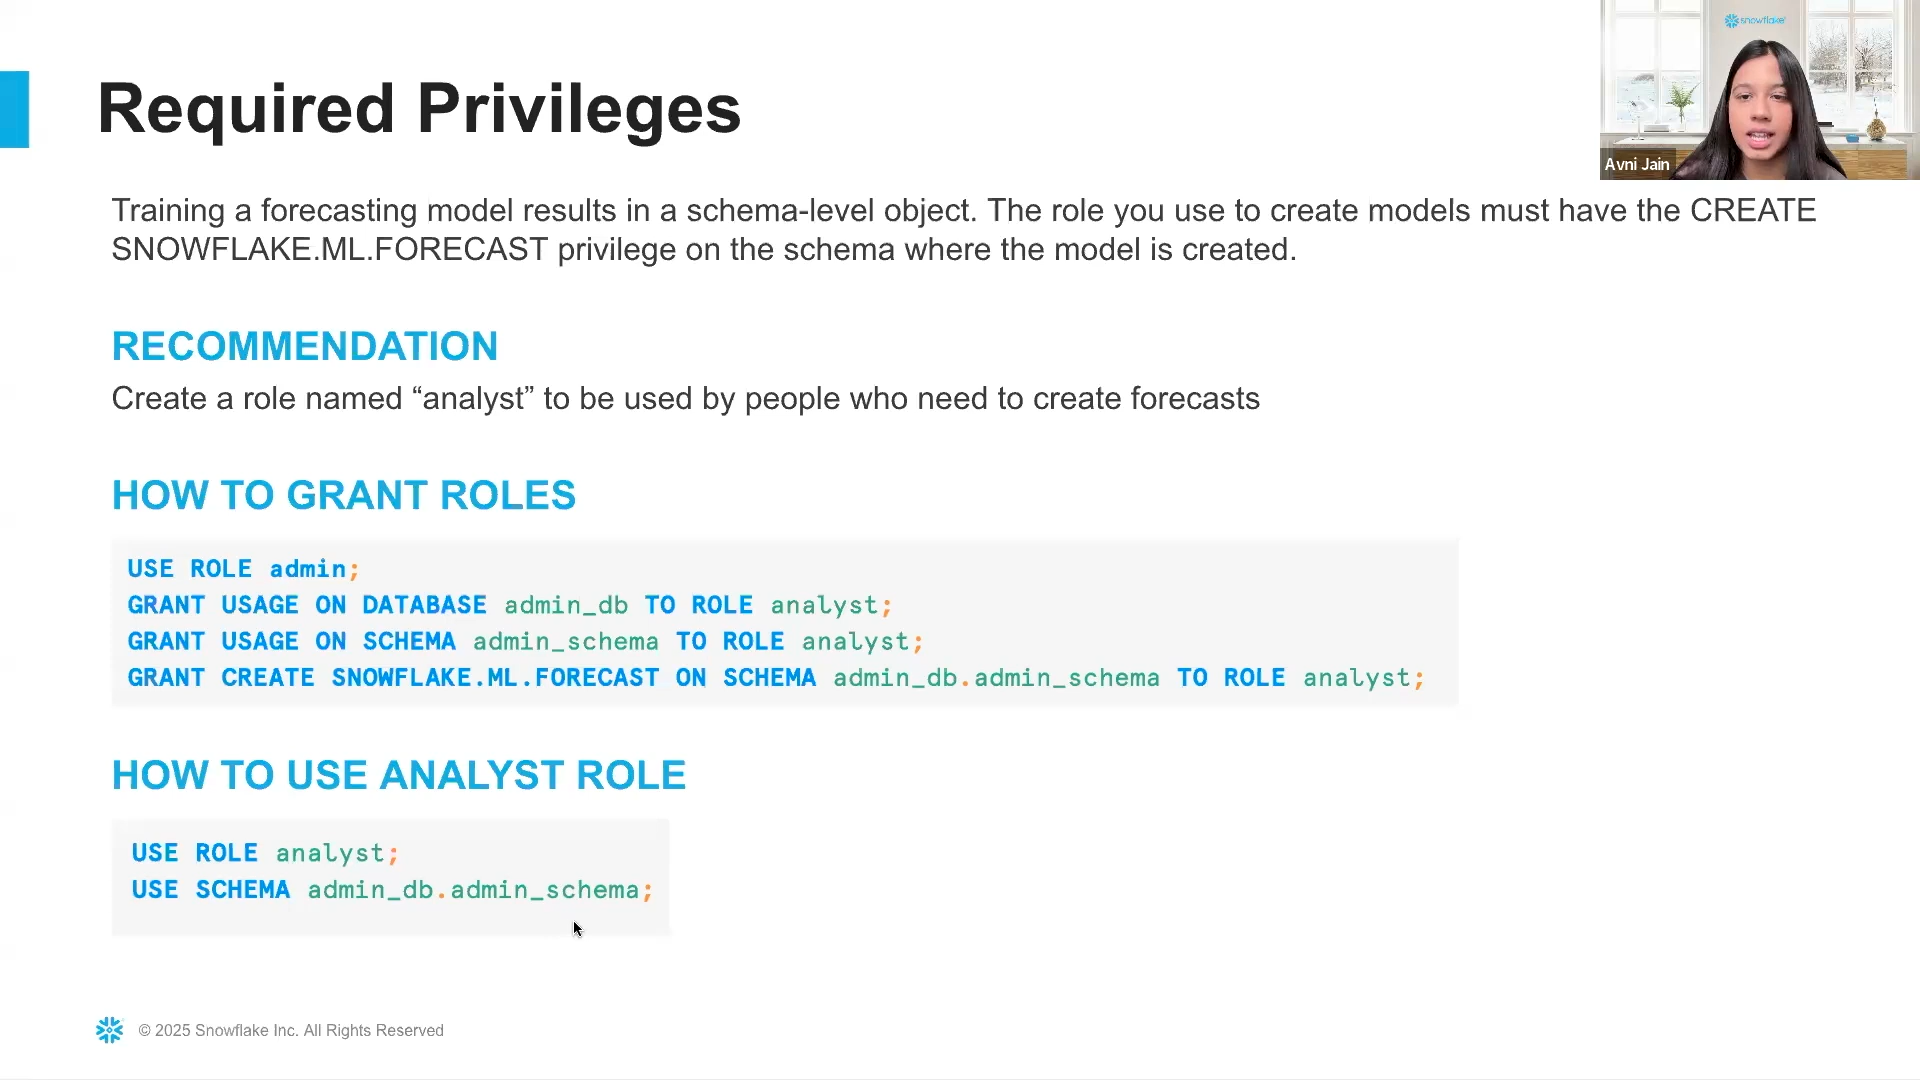 snowflake
Avni Jain
Required Privileges
Training a forecasting model results in a schema-level object. The role you use to create models must have the CREATE
SNOWFLAKE.ML.FORECAST privilege on the schema where the model is created.
RECOMMENDATION
Create a role named “analyst” to be used by people who need to create forecasts
HOW TO GRANT ROLES
USE ROLE admin;
GRANT USAGE ON DATABASE admin_db TO ROLE analyst;
GRANT USAGE ON SCHEMA admin_schema TO ROLE analyst;
GRANT CREATE SNOWFLAKE.ML.FORECAST ON SCHEMA admin_db.admin_schema TO ROLE analyst;
HOW TO USE ANALYST ROLE
USE ROLE analyst;
USE SCHEMA admin_db.admin_schema;
© 2025 Snowflake Inc. All Rights Reserved